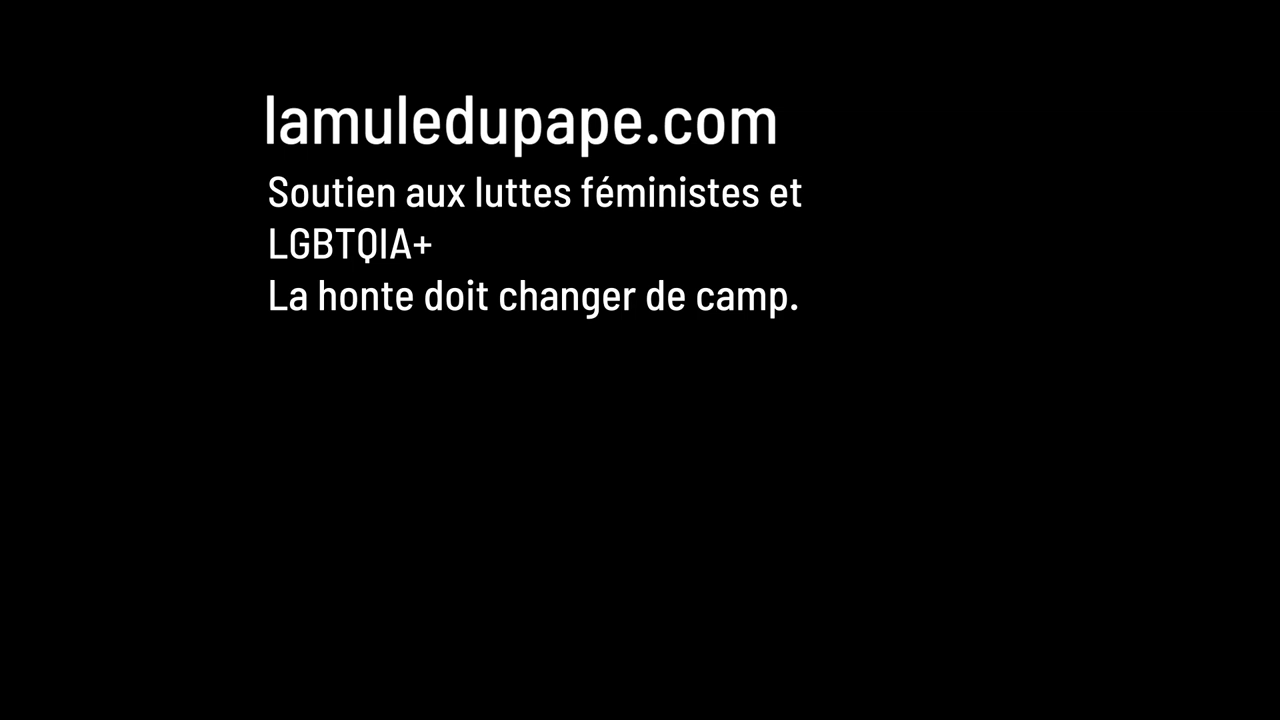 lamuledupape.com
Soutien aux luttes féministes et
LGBTQIA+
La honte doit changer de camp.